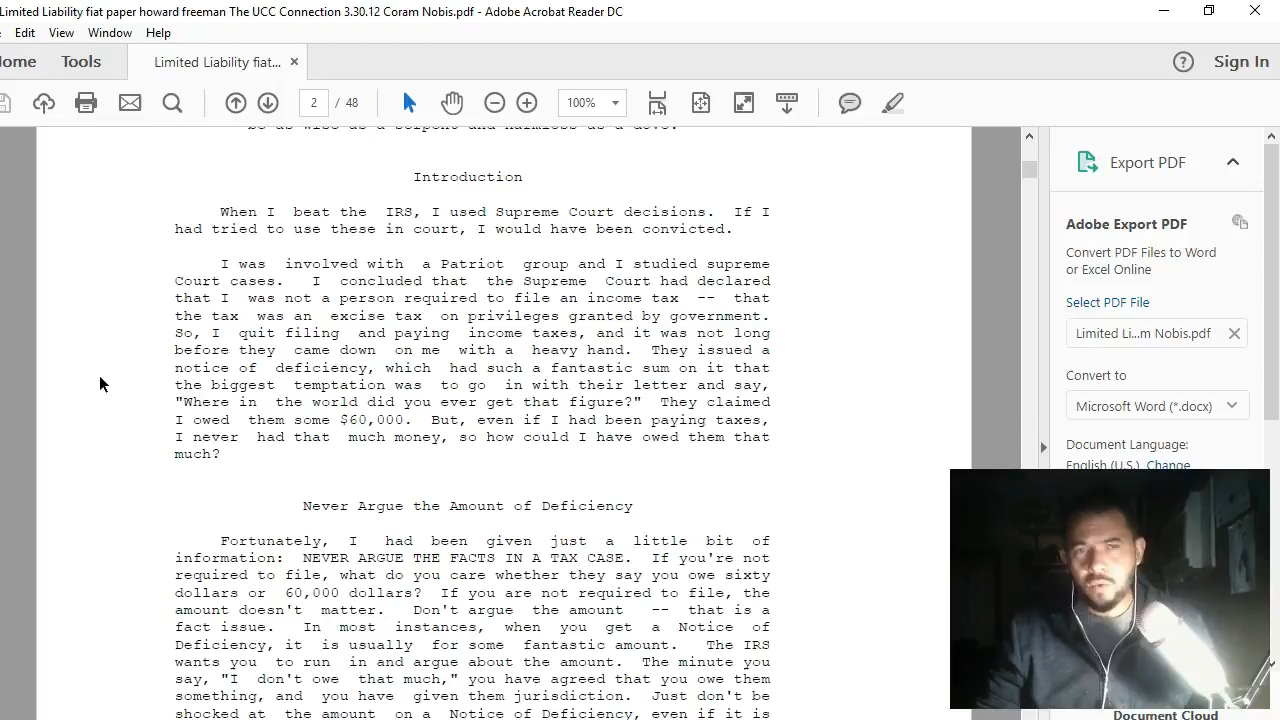 Limited Liability fiat paper howard freeman The UCC Connection 3.30.12 Coram Nobis.pdf - Adobe Acrobat Reader DC
Edit View Window Help
Home Tools Limited Liability fiat... Sign In
2 / 48 100%
be as wise as a serpent and harmless as a dove.
Introduction
When I beat the IRS, I used Supreme Court decisions. If I
had tried to use these in court, I would have been convicted.
I was involved with a Patriot group and I studied supreme
Court cases. I concluded that the Supreme Court had declared
that I was not a person required to file an income tax -- that
the tax was an excise tax on privileges granted by government.
So, I quit filing and paying income taxes, and it was not long
before they came down on me with a heavy hand. They issued a
notice of deficiency, which had such a fantastic sum on it that
the biggest temptation was to go in with their letter and say,
"Where in the world did you ever get that figure?" They claimed
I owed them some $60,000. But, even if I had been paying taxes,
I never had that much money, so how could I have owed them that
much?
Never Argue the Amount of Deficiency
Fortunately, I had been given just a little bit of
information: NEVER ARGUE THE FACTS IN A TAX CASE. If you're not
required to file, what do you care whether they say you owe sixty
dollars or 60,000 dollars? If you are not required to file, the
amount doesn't matter. Don't argue the amount -- that is a
fact issue. In most instances, when you get a Notice of
Deficiency, it is usually for some fantastic amount. The IRS
wants you to run in and argue about the amount. The minute you
say, "I don't owe that much," you have agreed that you owe them
something, and you have given them jurisdiction. Just don't be
shocked at the amount on a Notice of Deficiency, even if it is
Export PDF
Adobe Export PDF
Convert PDF Files to Word
or Excel Online
Select PDF File
Limited Li...m Nobis.pdf
Convert to
Microsoft Word (*.docx)
Document Language:
English (U.S.) Change
Document Cloud